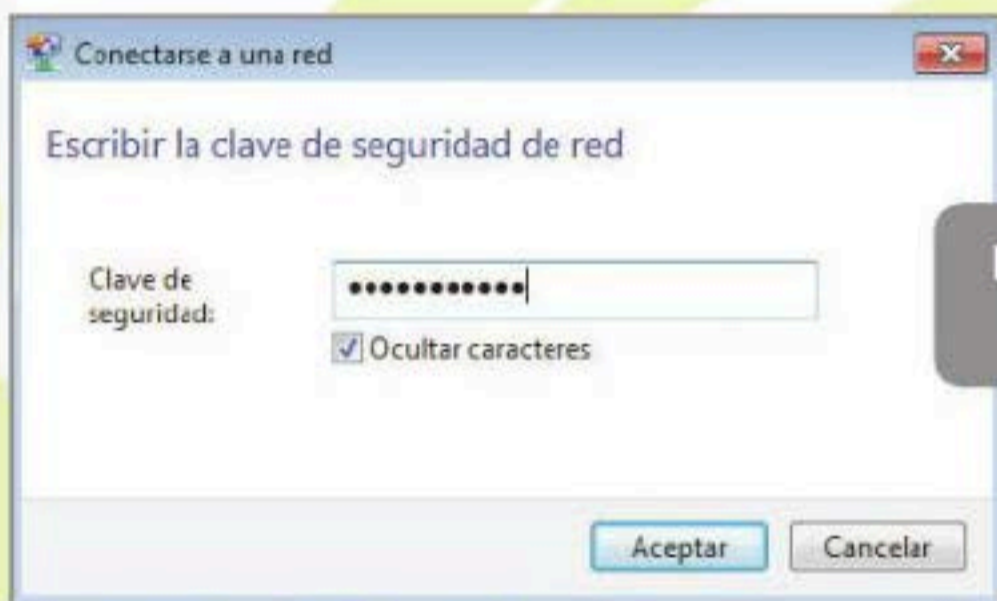 Conectarse a una red
Escribir la clave de seguridad de red
Clave de
seguridad:
•••••••••••
Ocultar caracteres
Aceptar
Cancelar